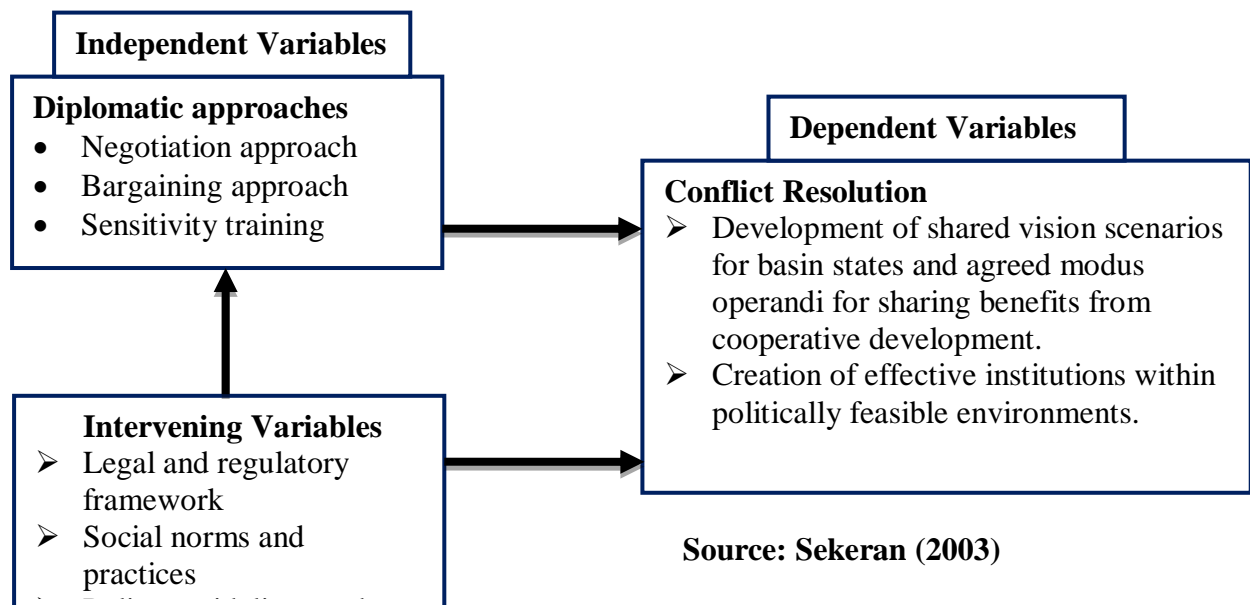 Independent Variables
Diplomatic approaches
• Negotiation approach
• Bargaining approach
• Sensitivity training
Dependent Variables
Conflict Resolution
➢ Development of shared vision scenarios
for basin states and agreed modus
operandi for sharing benefits from
cooperative development.
➢ Creation of effective institutions within
politically feasible environments.
Intervening Variables
➢ Legal and regulatory
framework
➢ Social norms and
practices
Source: Sekeran (2003)